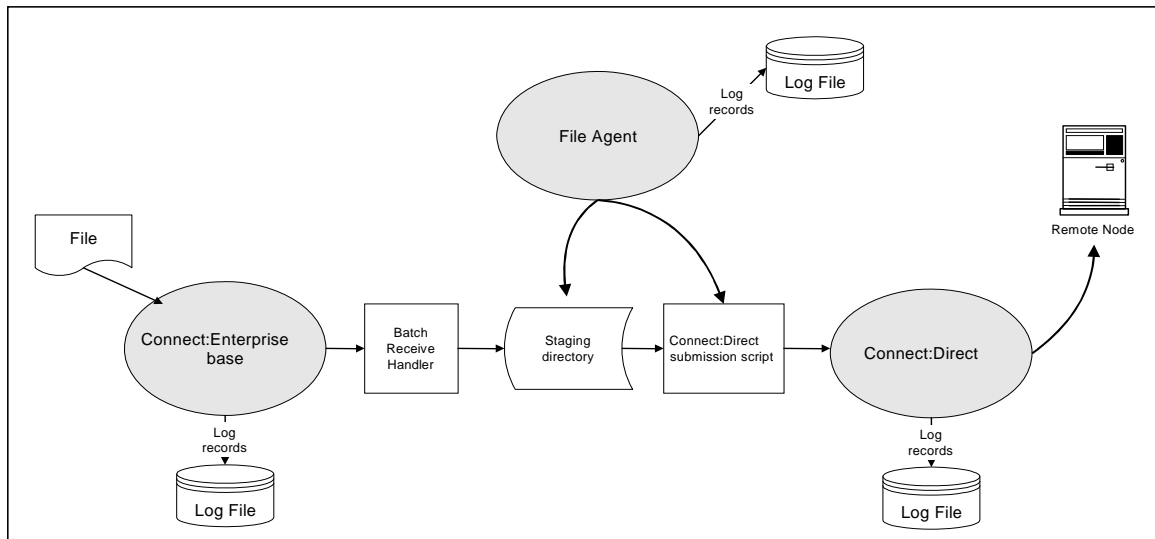 Log File
Log
records
File Agent
File
Remote Node
Connect:Enterprise
base
Batch
Receive
Handler
Staging
directory
Connect:Direct
submission script
Connect:Direct
Log
records
Log File
Log
records
Log File